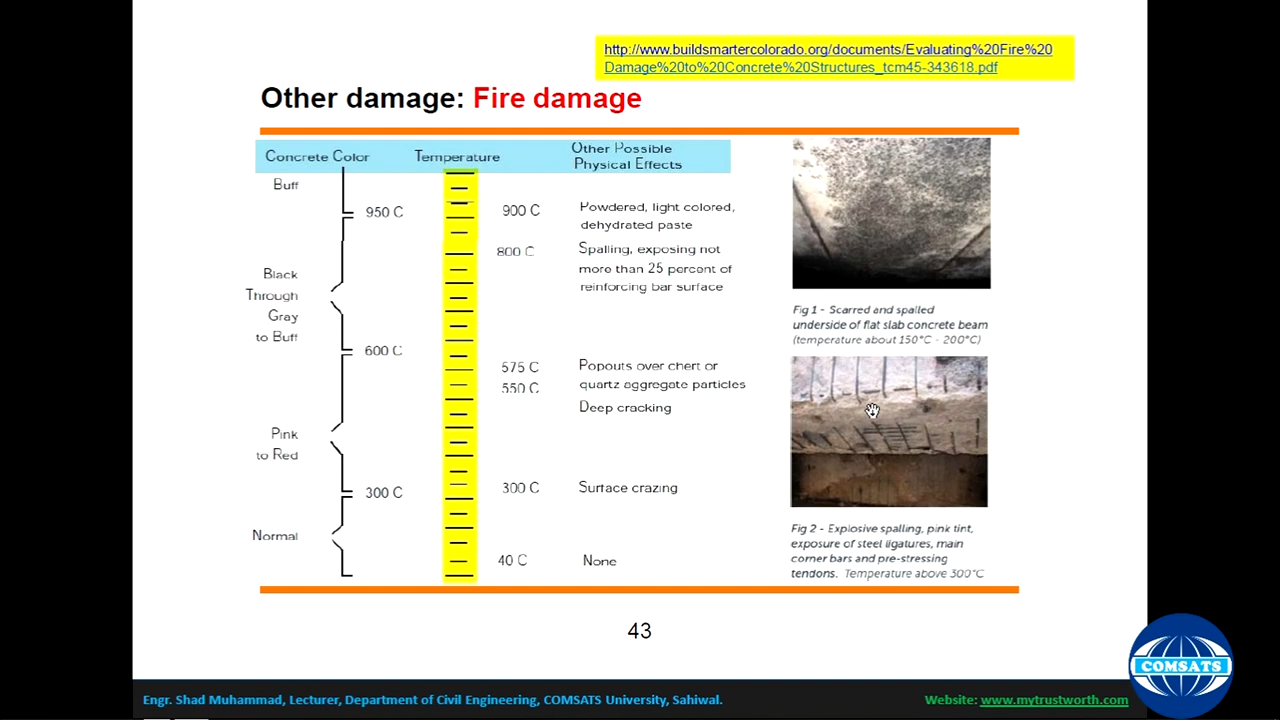 http://www.buildsmartercolorado.org/documents/Evaluating%20Fire%20
Damage%20to%20Concrete%20Structures_tcm45-343618.pdf
Other damage: Fire damage
Concrete Color
Temperature
Other Possible
Physical Effects
Buff
950 C
900 C
Powdered, light colored,
dehydrated paste
800 C
Spalling, exposing not
more than 25 percent of
reinforcing bar surface
Black
Through
Gray
to Buff
600 C
575 C
Popouts over chert or
quartz aggregate particles
550 C
Deep cracking
Pink
to Red
300 C
300 C
Surface crazing
Normal
40 C
None
Fig 1 - Scarred and spalled
underside of flat slab concrete beam
(temperature about 150°C - 200°C)
Fig 2 - Explosive spalling, pink tint,
exposure of steel ligatures, main
corner bars and pre-stressing
tendons. Temperature above 300°C
43
COMSATS
Engr. Shad Muhammad, Lecturer, Department of Civil Engineering, COMSATS University, Sahiwal.
Website: www.mytrustworth.com